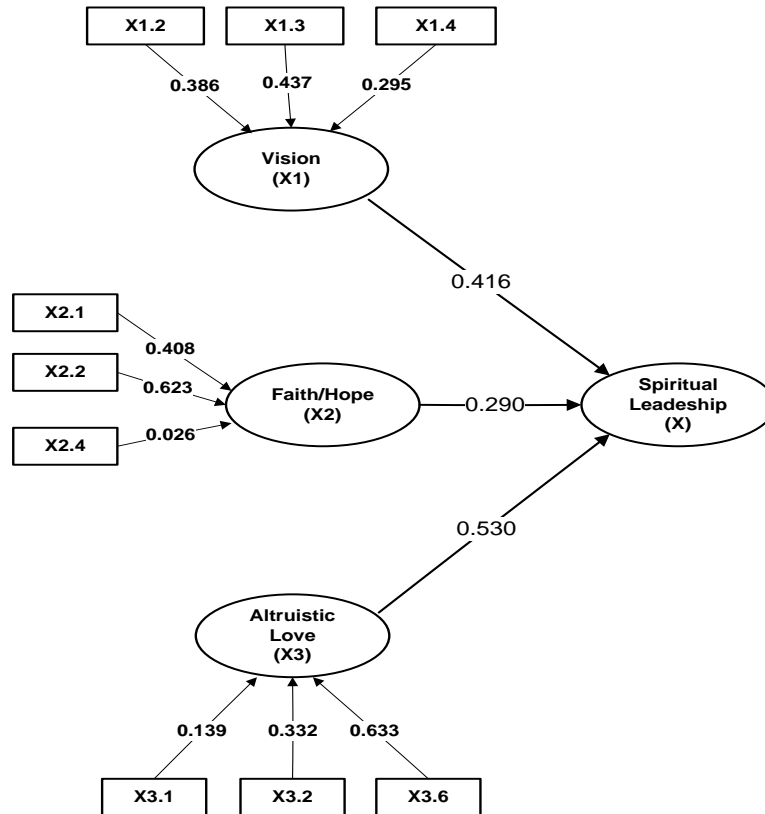 X1.2
X1.3
X1.4
0.386
0.437
0.295
Vision
(X1)
0.416
X2.1
X2.2
X2.4
0.408
0.623
0.026
Faith/Hope
(X2)
0.290
Spiritual
Leadeship
(X)
0.530
Altruistic
Love
(X3)
0.139
0.332
0.633
X3.1
X3.2
X3.6